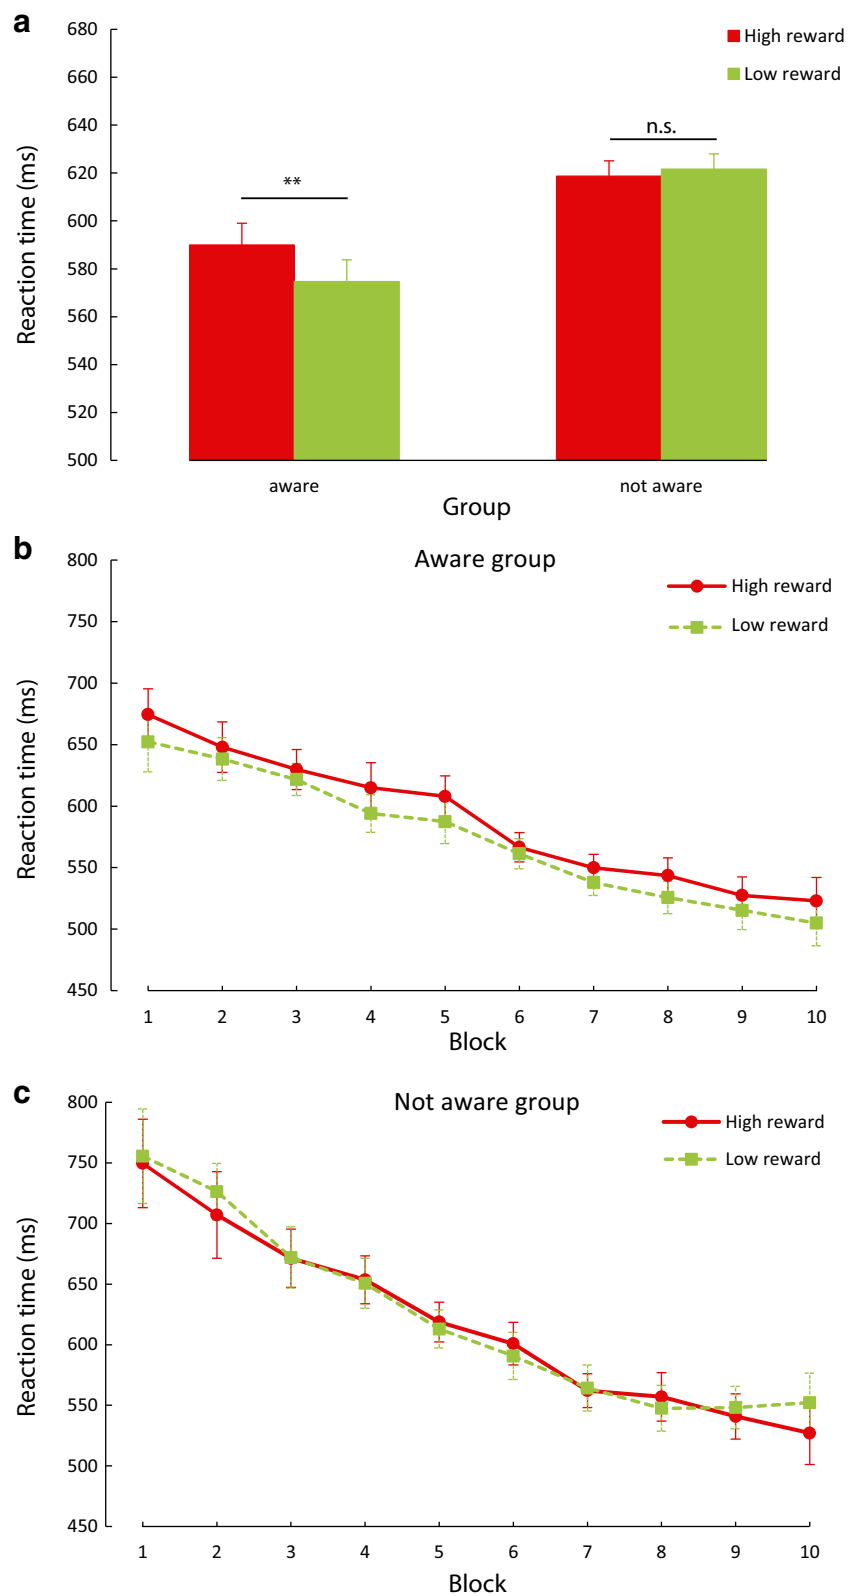 a
680
660
640
620
600
580
560
540
520
500
Reaction time (ms)
High reward
Low reward
**
n.s.
aware
not aware
Group
b
Aware group
800
750
700
650
600
550
500
450
Reaction time (ms)
High reward
Low reward
1 2 3 4 5 6 7 8 9 10
Block
c
Not aware group
800
750
700
650
600
550
500
450
Reaction time (ms)
High reward
Low reward
1 2 3 4 5 6 7 8 9 10
Block